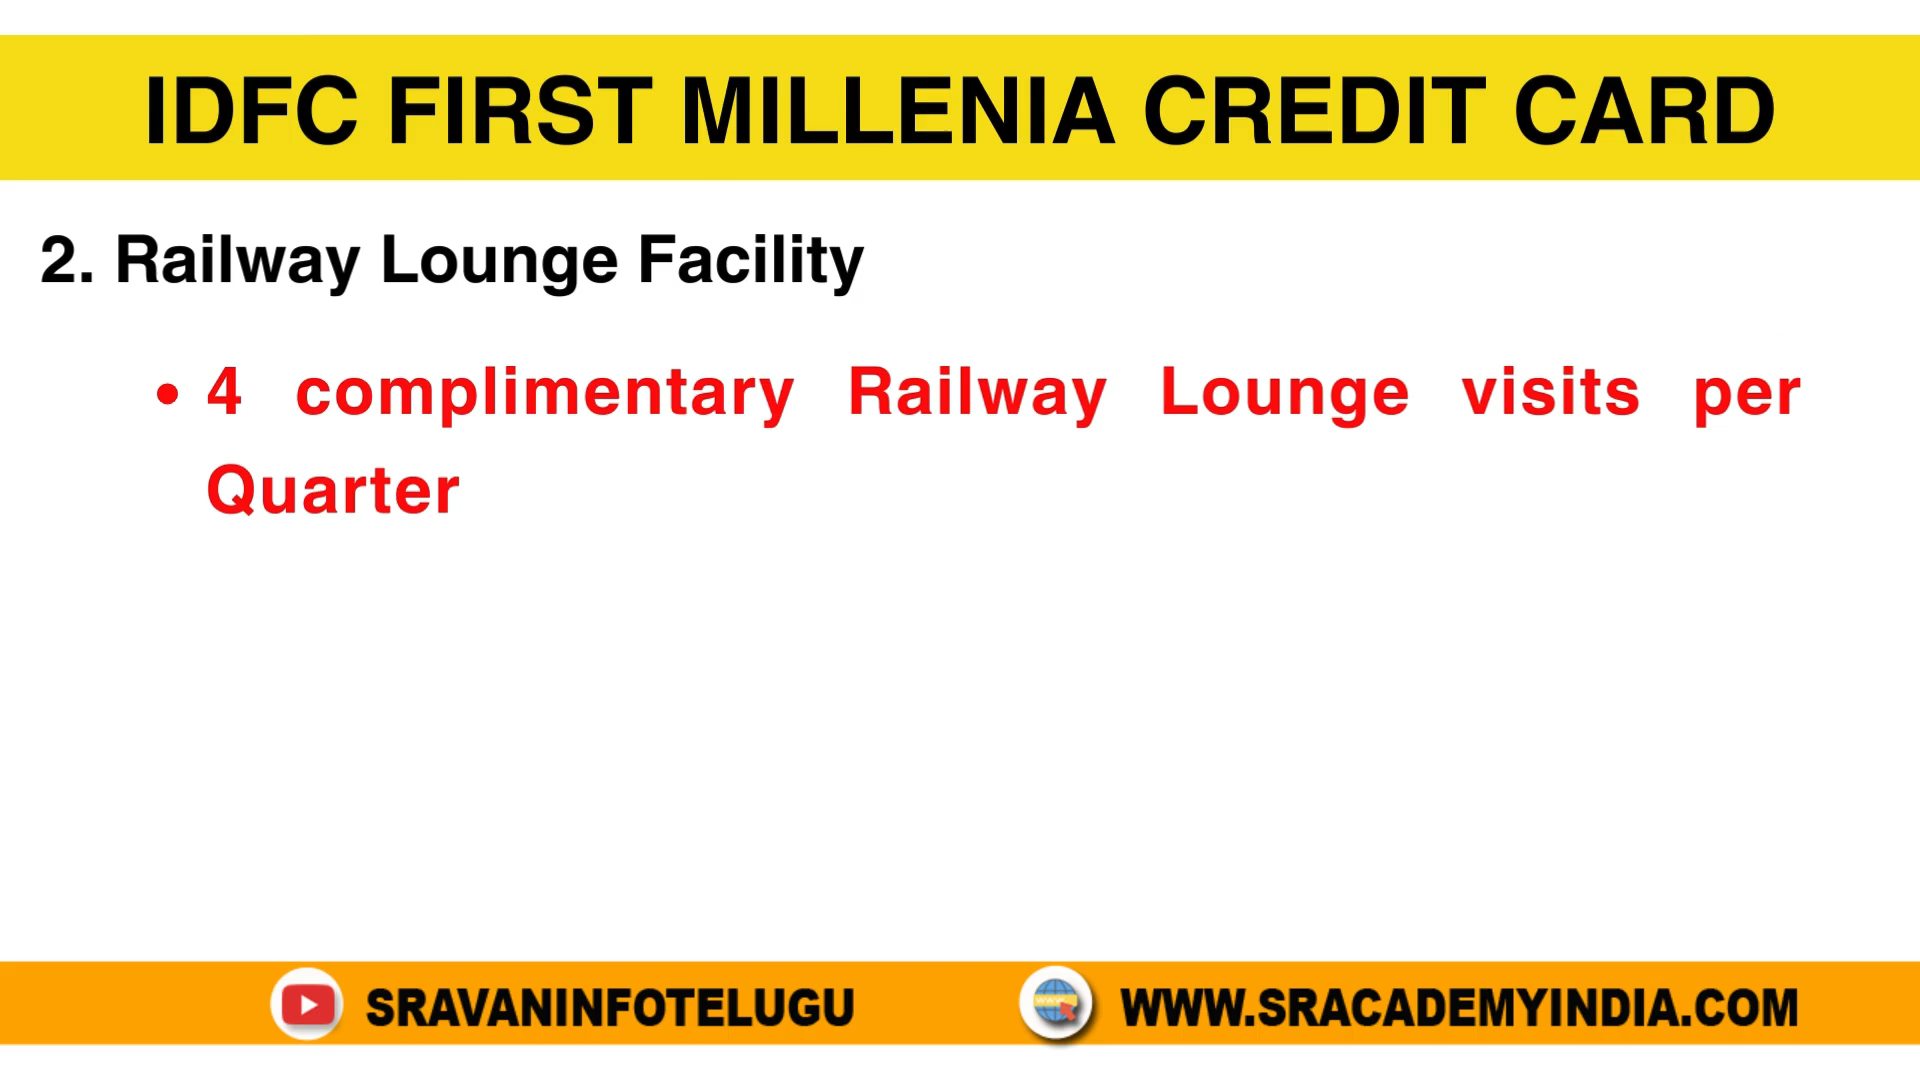 IDFC FIRST MILLENIA CREDIT CARD
2. Railway Lounge Facility
• 4 complimentary Railway Lounge visits per
Quarter
SRAVANINFOTELUGU
WWW.SRACADEMYINDIA.COM